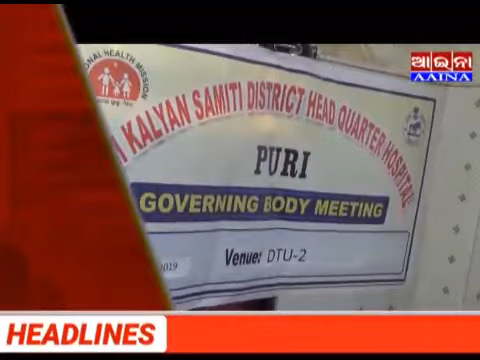 ଆଇନା
AAINA
NATIONAL HEALTH MISSION
KALYAN SAMITI DISTRICT HEAD QUARTER HOSPITAL
PURI
GOVERNING BODY MEETING
2019
Venue: DTU-2
HEADLINES